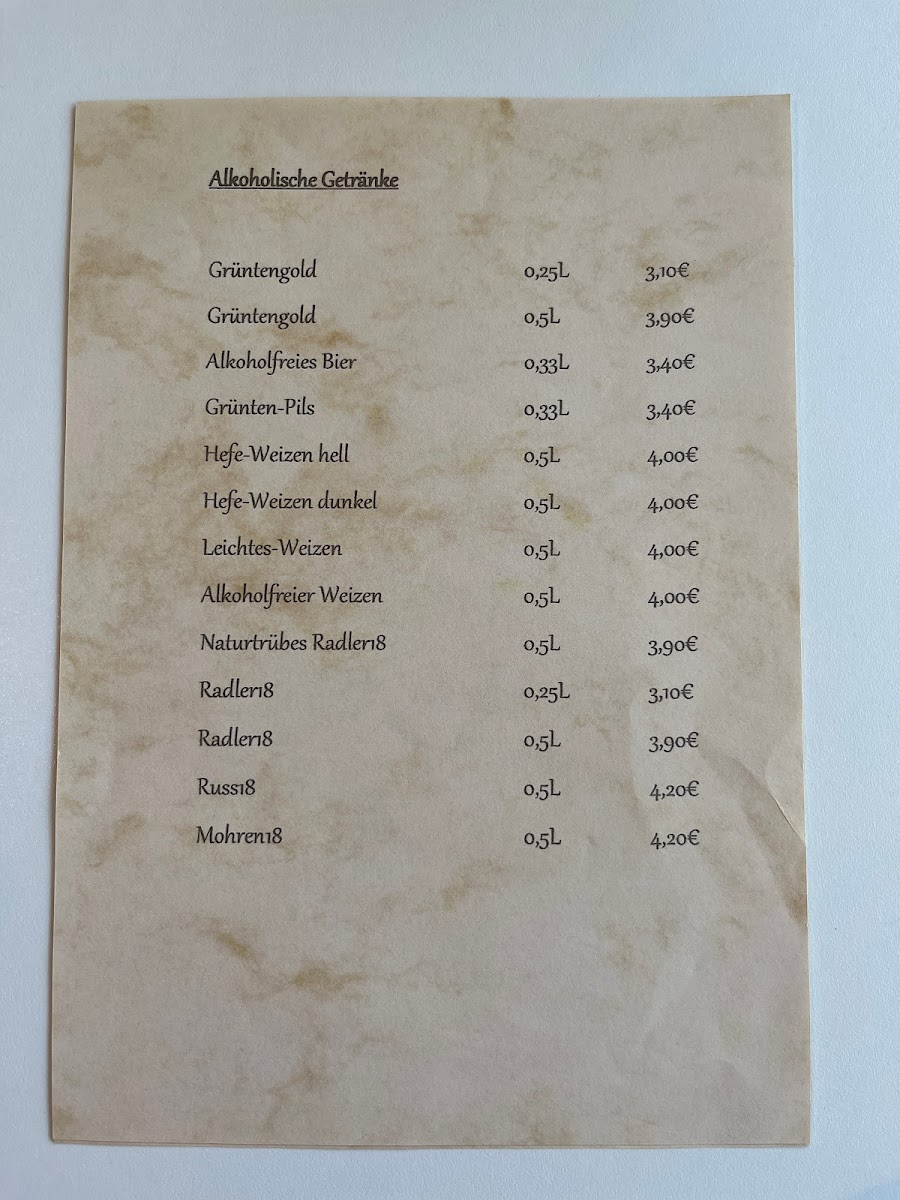 Alkoholische Getränke
Grüntengold 0,25L 3,10€
Grüntengold 0,5L 3,90€
Alkoholfreies Bier 0,33L 3,40€
Grünten-Pils 0,33L 3,40€
Hefe-Weizen hell 0,5L 4,00€
Hefe-Weizen dunkel 0,5L 4,00€
Leichtes-Weizen 0,5L 4,00€
Alkoholfreier Weizen 0,5L 4,00€
Naturtrübes Radler18 0,5L 3,90€
Radler18 0,25L 3,10€
Radler18 0,5L 3,90€
Russ18 0,5L 4,20€
Mohren18 0,5L 4,20€